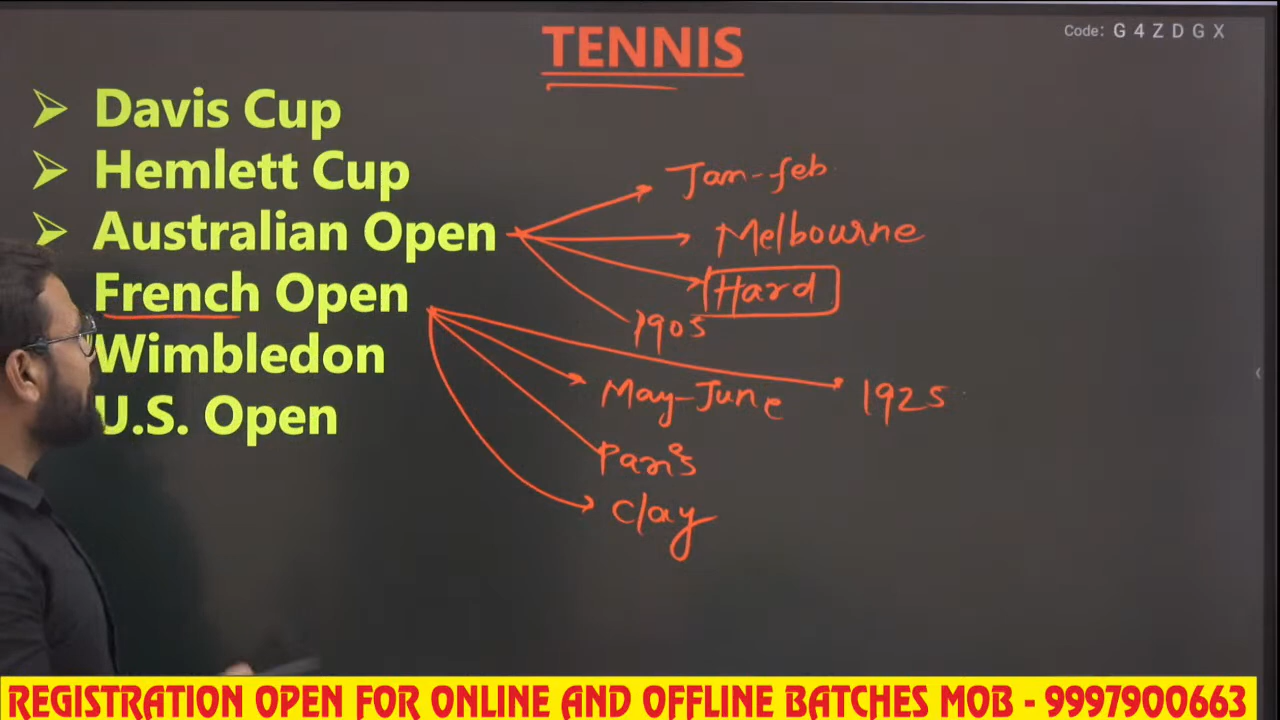 TENNIS
Code: G 4 Z D G X
Davis Cup
Hemlett Cup
Australian Open
Jan-feb
Melbourne
Hard
1905
French Open
May-June
1925
Paris
Clay
Wimbledon
U.S. Open
REGISTRATION OPEN FOR ONLINE AND OFFLINE BATCHES MOB - 9997900663